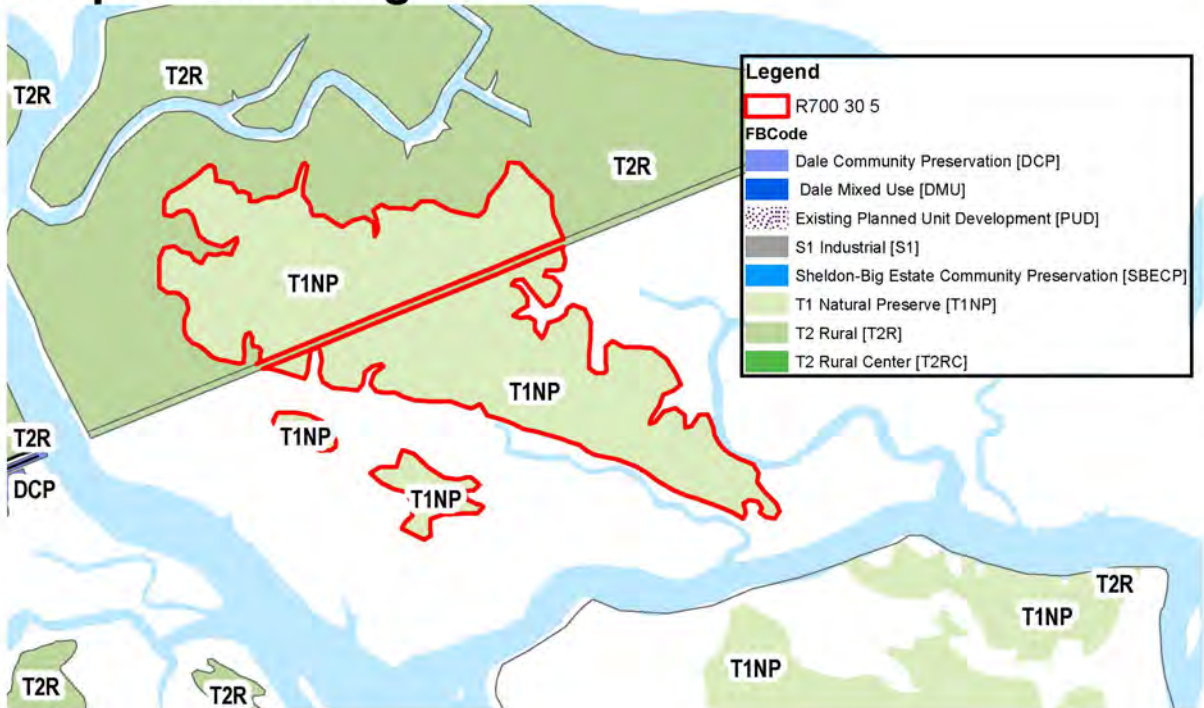 T2R
T2R
T2R
T1NP
T1NP
T1NP
T1NP
T2R
DCP
T2R
T2R
T1NP
T1NP
T2R
Legend
R700 30 5
FBCode
Dale Community Preservation [DCP]
Dale Mixed Use [DMU]
Existing Planned Unit Development [PUD]
S1 Industrial [S1]
Sheldon-Big Estate Community Preservation [SBECP]
T1 Natural Preserve [T1NP]
T2 Rural [T2R]
T2 Rural Center [T2RC]